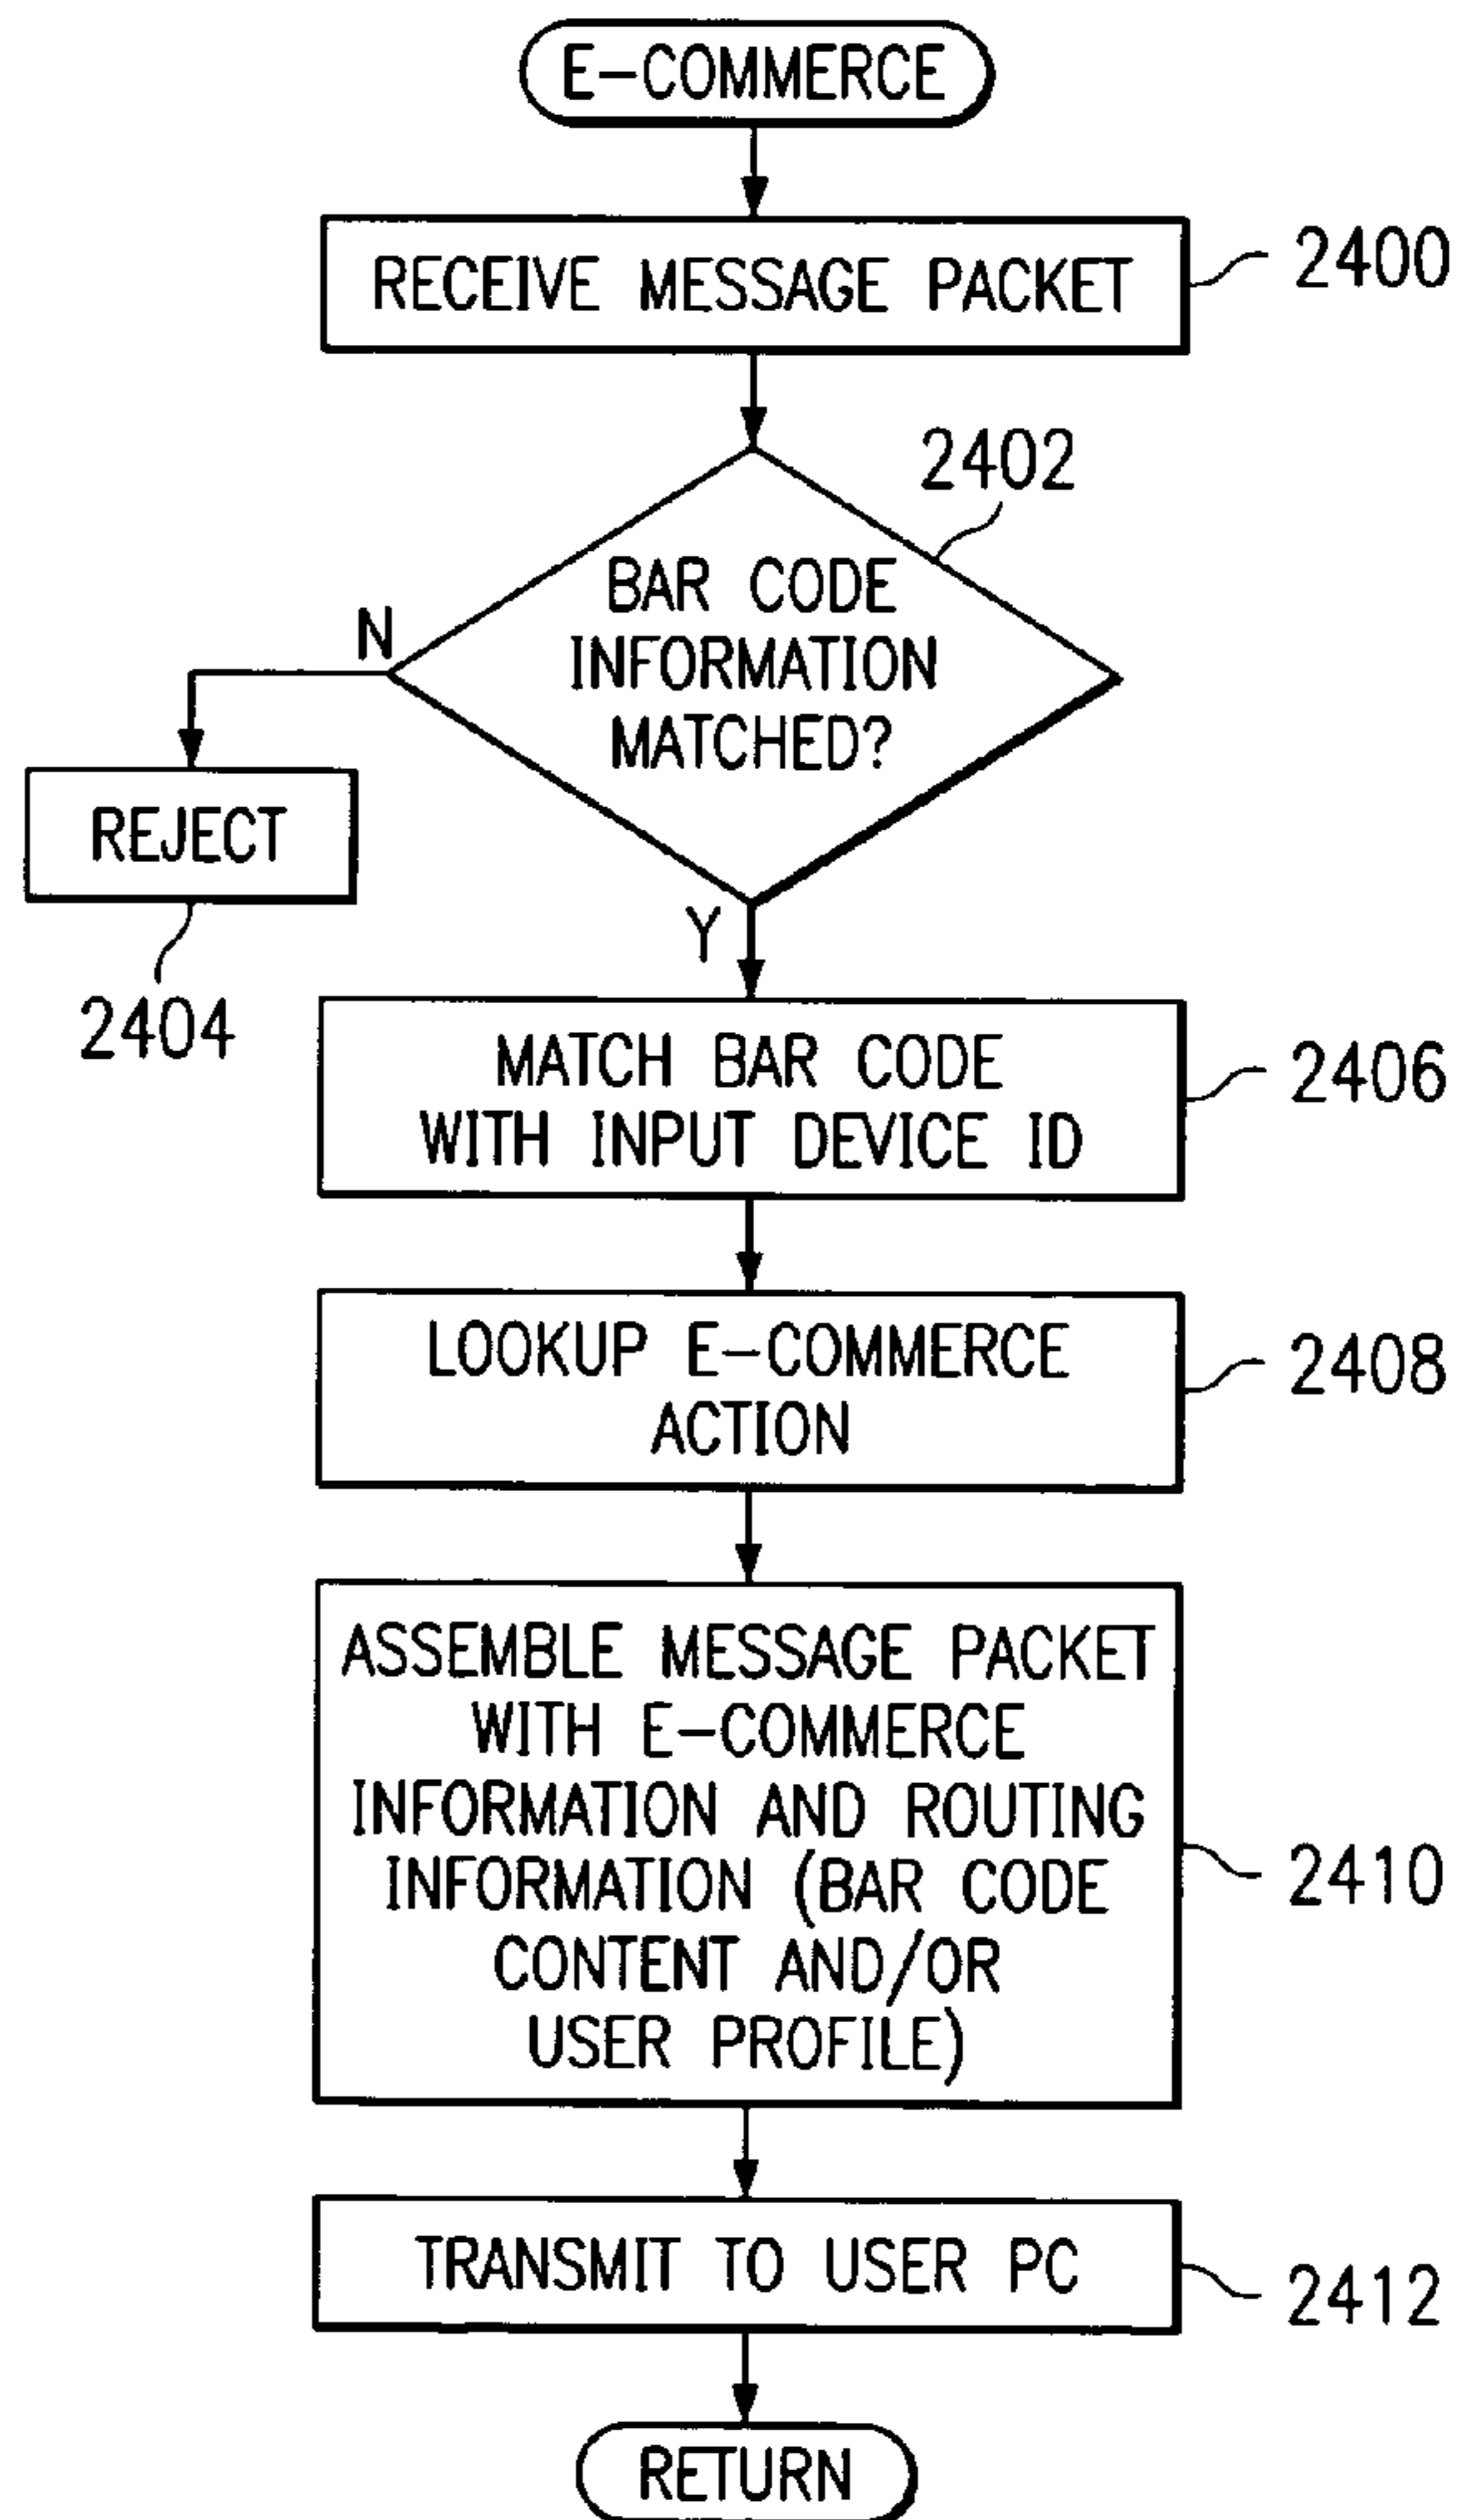 E-COMMERCE
RECEIVE MESSAGE PACKET
2400
2402
BAR CODE
INFORMATION
MATCHED?
N
REJECT
2404
Y
MATCH BAR CODE
WITH INPUT DEVICE ID
2406
LOOKUP E-COMMERCE
ACTION
2408
ASSEMBLE MESSAGE PACKET
WITH E-COMMERCE
INFORMATION AND ROUTING
INFORMATION (BAR CODE
CONTENT AND/OR
USER PROFILE)
2410
TRANSMIT TO USER PC
2412
RETURN